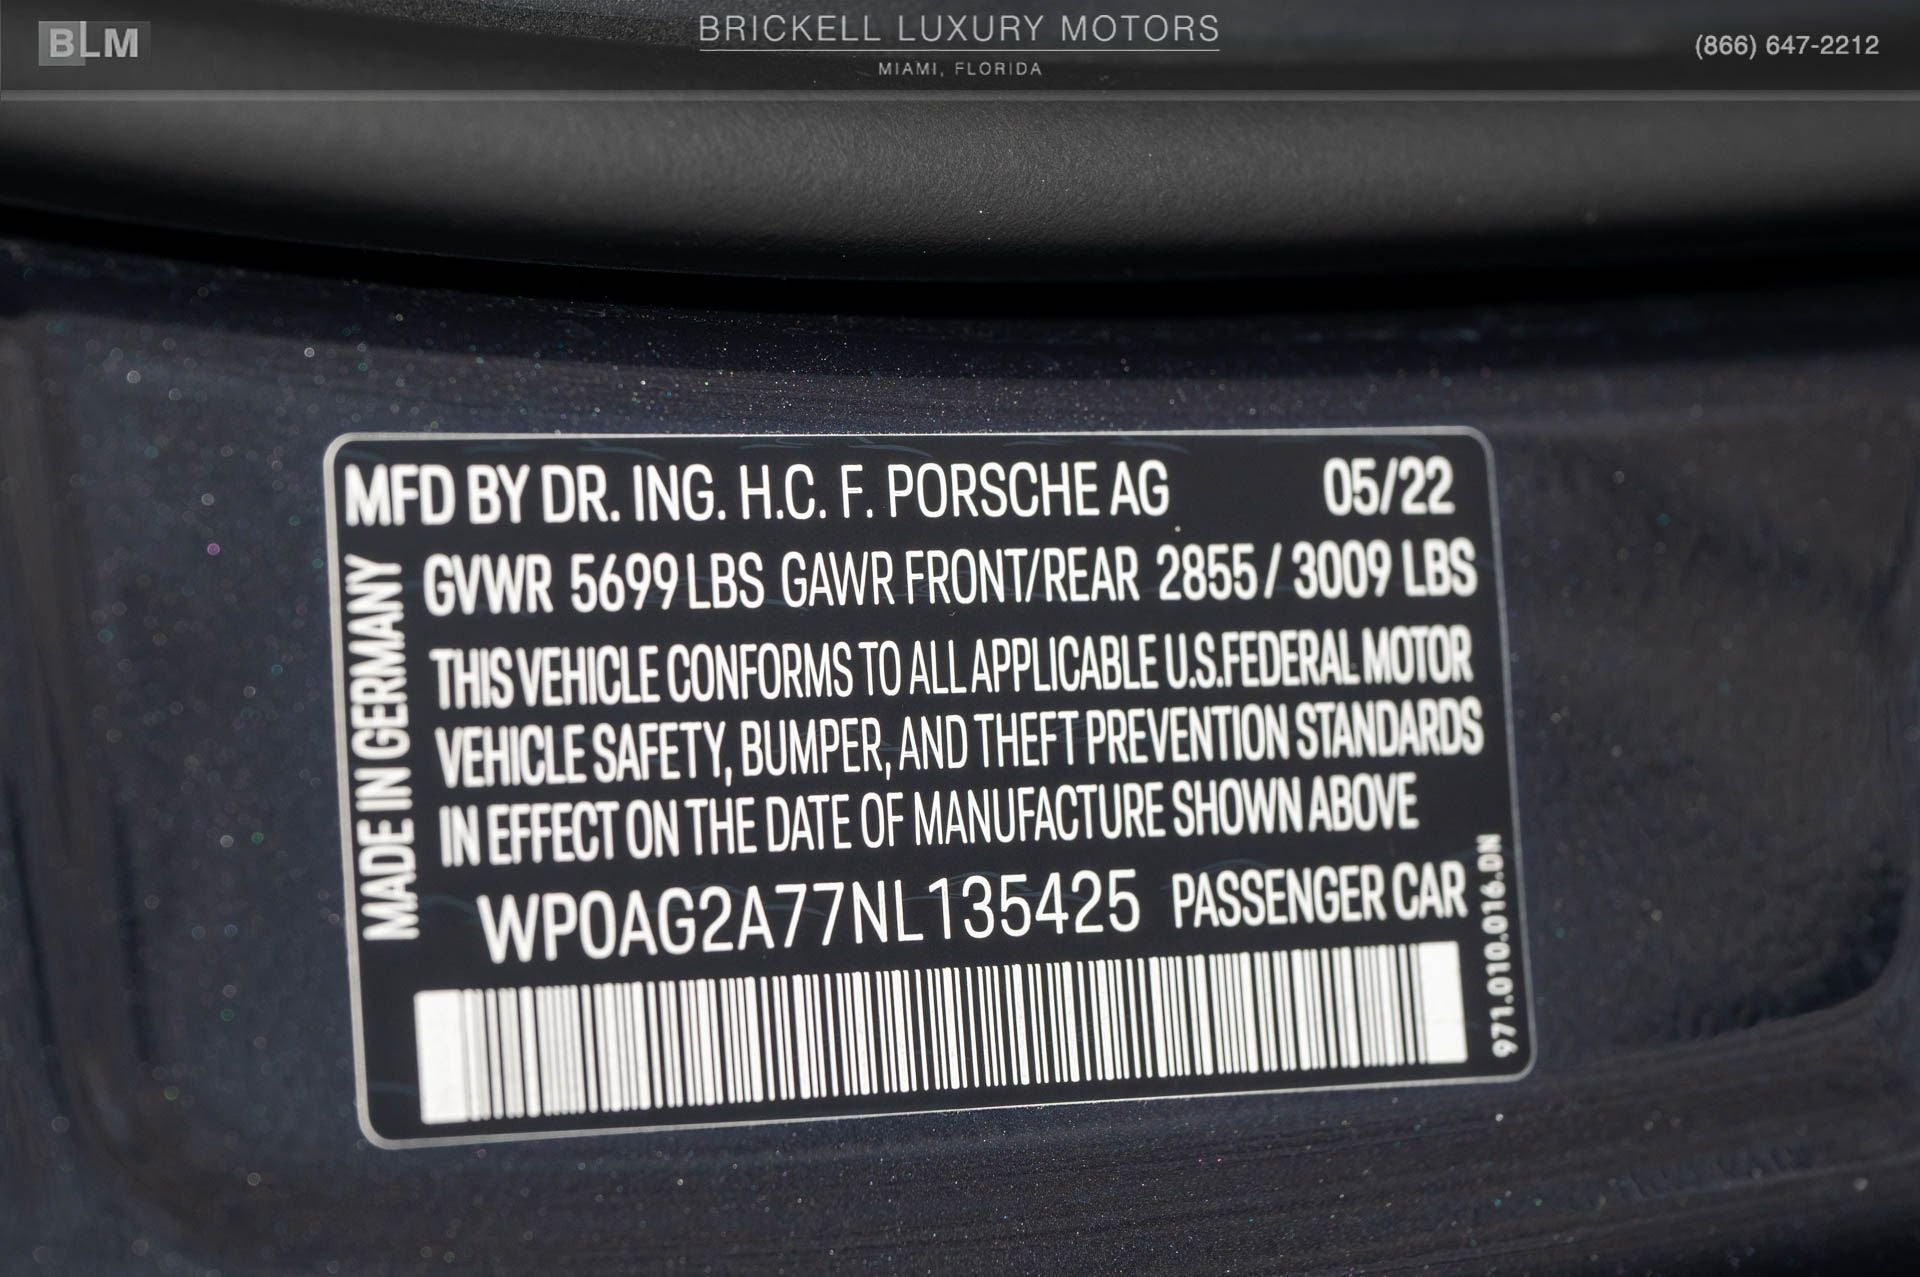 BLM
BRICKELL LUXURY MOTORS
MIAMI, FLORIDA
(866) 647-2212
MFD BY DR. ING. H.C. F. PORSCHE AG 05/22
GVWR 5699 LBS GAWR FRONT/REAR 2855 / 3009 LBS
THIS VEHICLE CONFORMS TO ALL APPLICABLE U.S.FEDERAL MOTOR
VEHICLE SAFETY, BUMPER, AND THEFT PREVENTION STANDARDS
IN EFFECT ON THE DATE OF MANUFACTURE SHOWN ABOVE
WP0AG2A77NL135425 PASSENGER CAR
MADE IN GERMANY
971.010.016.DN